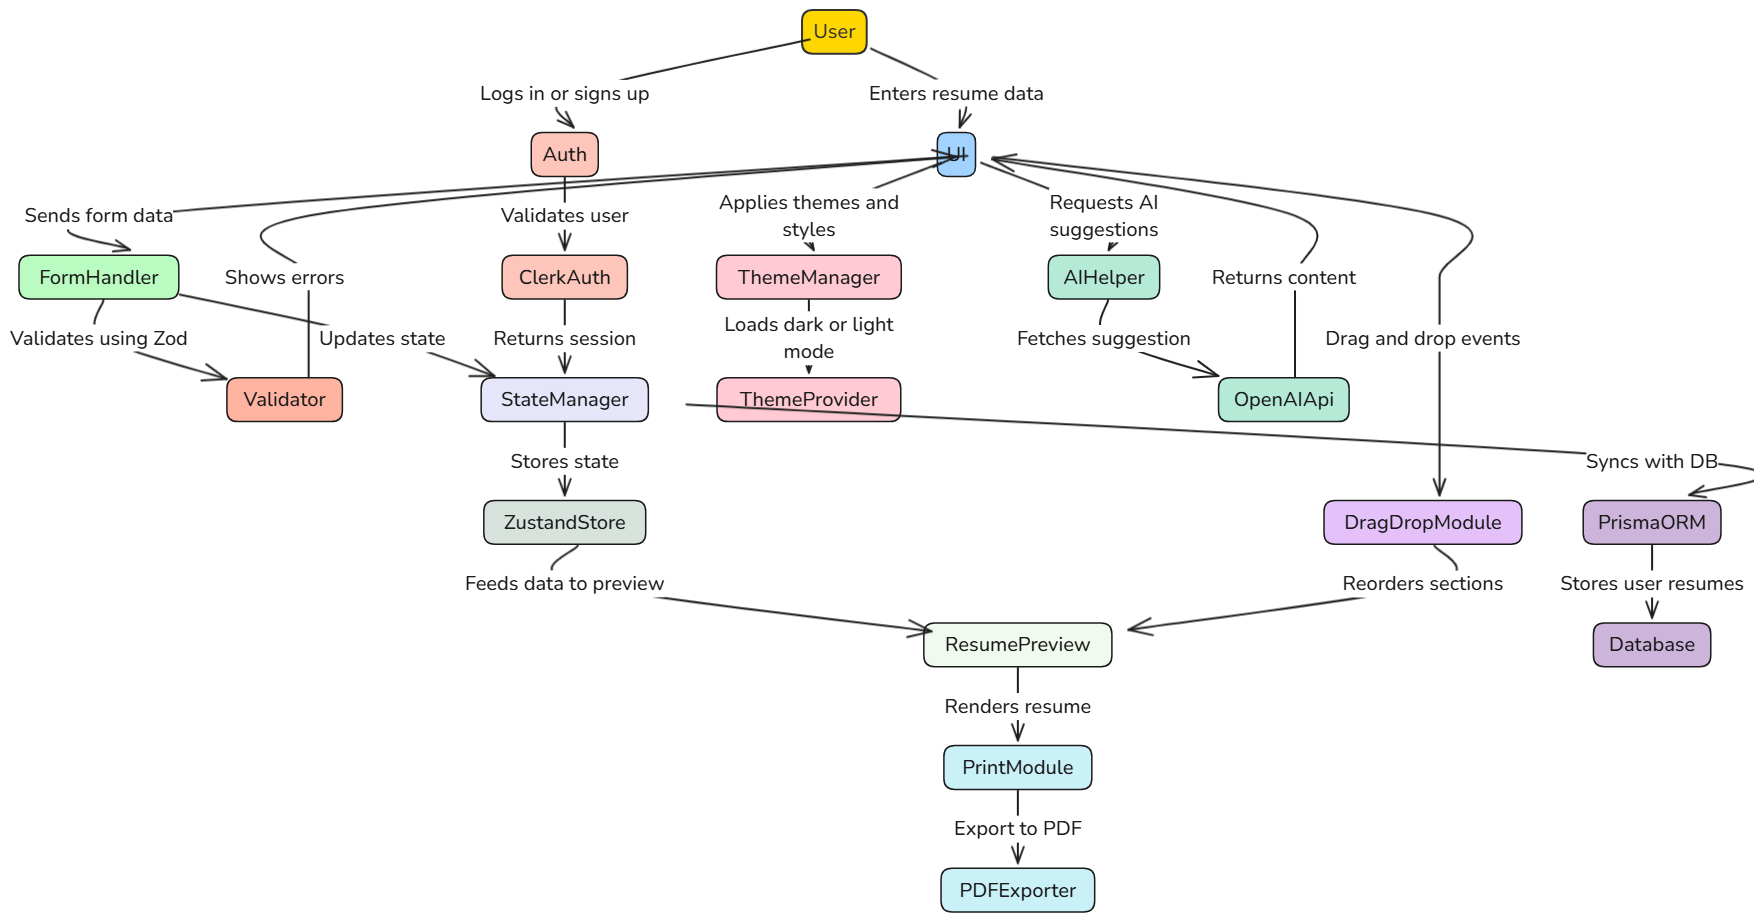 User
Logs in or signs up
Enters resume data
Auth
UI
Sends form data
Validates user
Applies themes and
styles
Requests AI
suggestions
FormHandler
Shows errors
ClerkAuth
ThemeManager
AIHelper
Returns content
Validates using Zod
Updates state
Returns session
Loads dark or light
mode
Fetches suggestion
Drag and drop events
Validator
StateManager
ThemeProvider
OpenAIApi
Stores state
Syncs with DB
ZustandStore
DragDropModule
PrismaORM
Feeds data to preview
Reorders sections
Stores user resumes
ResumePreview
Database
Renders resume
PrintModule
Export to PDF
PDFExporter